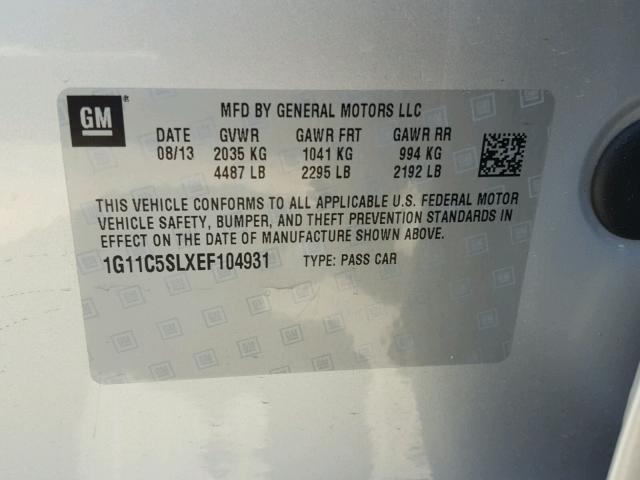 GM® MFD BY GENERAL MOTORS LLC
DATE GVWR GAWR FRT GAWR RR
08/13 2035 KG 1041 KG 994 KG
4487 LB 2295 LB 2192 LB
THIS VEHICLE CONFORMS TO ALL APPLICABLE U.S. FEDERAL MOTOR
VEHICLE SAFETY, BUMPER, AND THEFT PREVENTION STANDARDS IN
EFFECT ON THE DATE OF MANUFACTURE SHOWN ABOVE.
1G11C5SLXEF104931 TYPE: PASS CAR